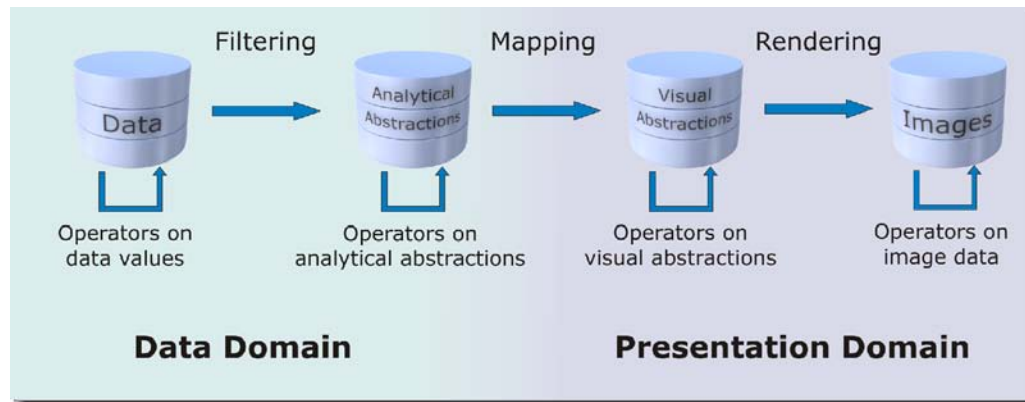 Filtering
Mapping
Rendering
Data
Analytical
Abstractions
Visual
Abstractions
Images
Operators on
data values
Operators on
analytical abstractions
Operators on
visual abstractions
Operators on
image data
Data Domain
Presentation Domain